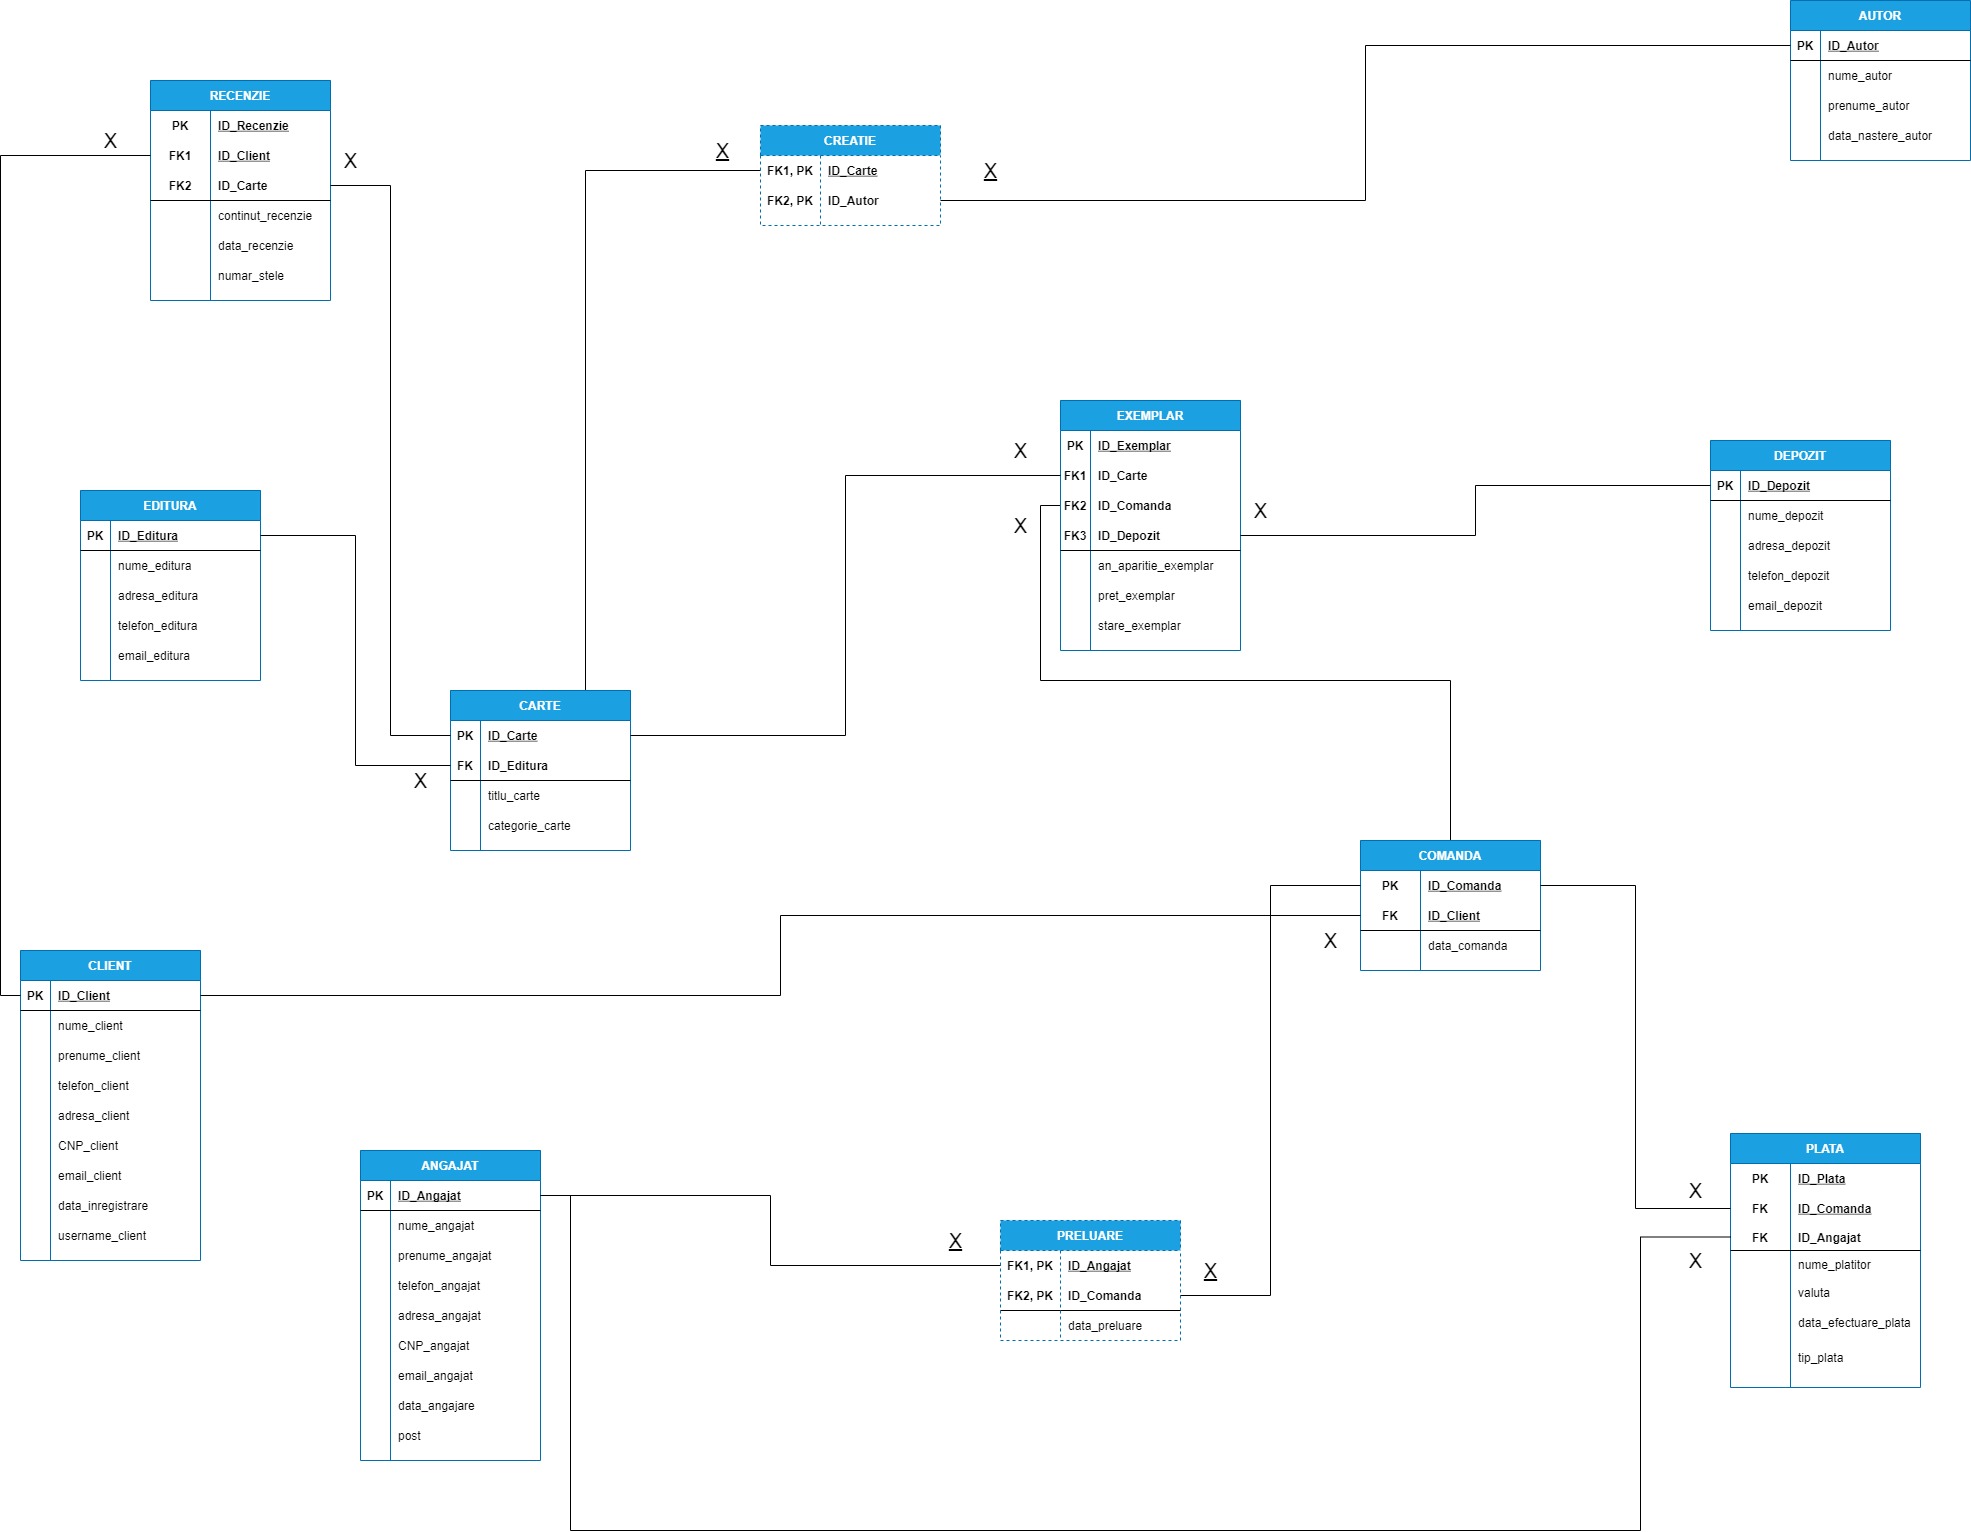 AUTOR
PK ID_Autor
nume_autor
prenume_autor
data_nastere_autor
RECENZIE
PK ID_Recenzie
FK1 ID_Client
FK2 ID_Carte
continut_recenzie
data_recenzie
numar_stele
X
X
CREATIE
FK1, PK ID_Carte
FK2, PK ID_Autor
X
X
EXEMPLAR
PK ID_Exemplar
FK1 ID_Carte
FK2 ID_Comanda
FK3 ID_Depozit
an_aparitie_exemplar
pret_exemplar
stare_exemplar
X
X
X
DEPOZIT
PK ID_Depozit
nume_depozit
adresa_depozit
telefon_depozit
email_depozit
EDITURA
PK ID_Editura
nume_editura
adresa_editura
telefon_editura
email_editura
CARTE
PK ID_Carte
FK ID_Editura
titlu_carte
categorie_carte
X
COMANDA
PK ID_Comanda
FK ID_Client
data_comanda
X
CLIENT
PK ID_Client
nume_client
prenume_client
telefon_client
adresa_client
CNP_client
email_client
data_inregistrare
username_client
ANGAJAT
PK ID_Angajat
nume_angajat
prenume_angajat
telefon_angajat
adresa_angajat
CNP_angajat
email_angajat
data_angajare
post
PRELUARE
FK1, PK ID_Angajat
FK2, PK ID_Comanda
data_preluare
X
X
PLATA
PK ID_Plata
FK ID_Comanda
FK ID_Angajat
nume_platitor
valuta
data_efectuare_plata
tip_plata
X
X